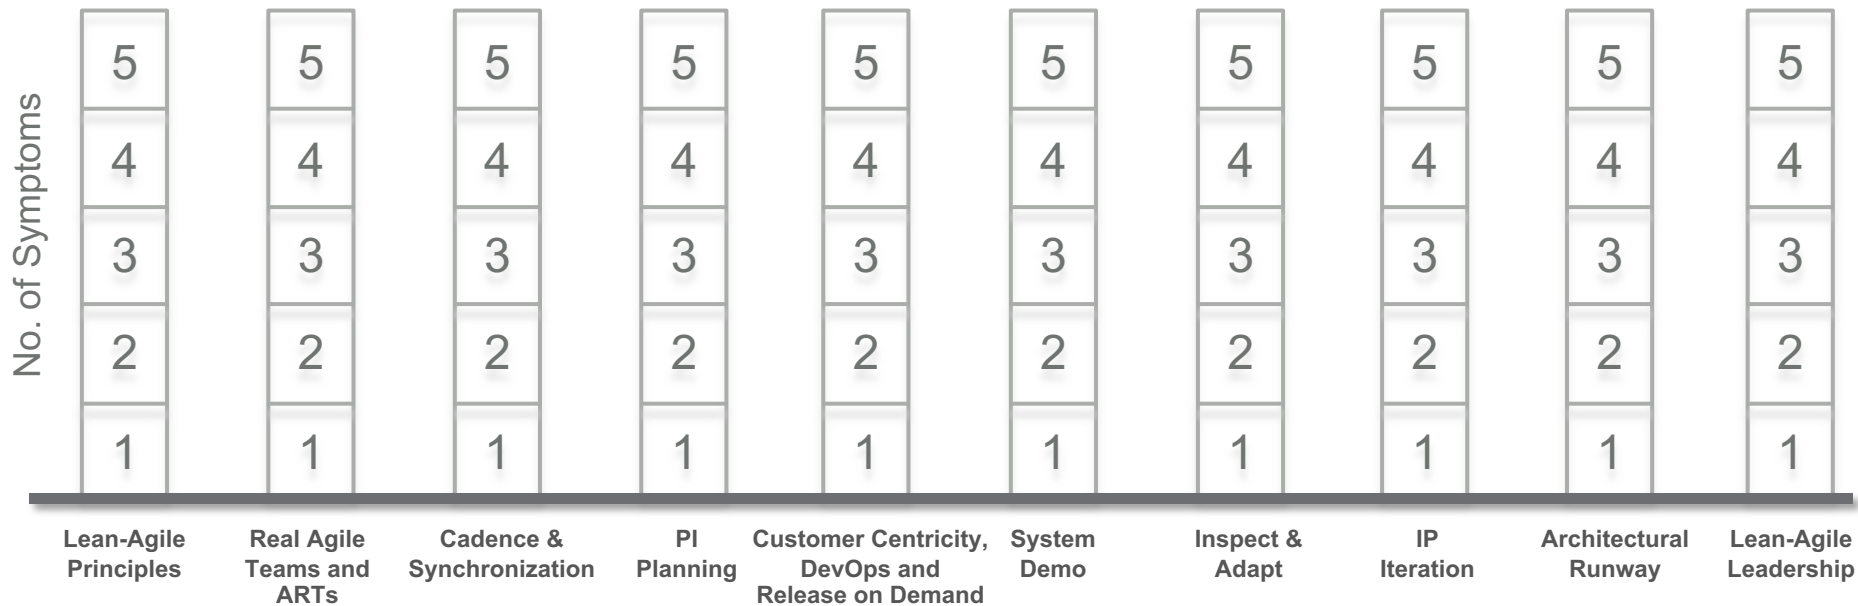 No. of Symptoms
5 5 5 5 5 5 5 5 5 5
4 4 4 4 4 4 4 4 4 4
3 3 3 3 3 3 3 3 3 3
2 2 2 2 2 2 2 2 2 2
1 1 1 1 1 1 1 1 1 1
Lean-Agile
Principles
Real Agile
Teams and
ARTs
Cadence &
Synchronization
PI
Planning
Customer Centricity,
DevOps and
Release on Demand
System
Demo
Inspect &
Adapt
IP
Iteration
Architectural
Runway
Lean-Agile
Leadership